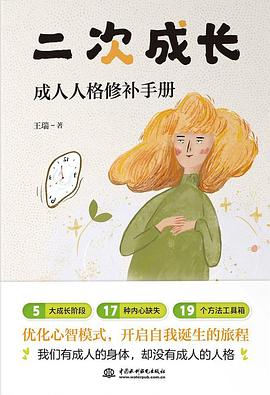 二次成长
成人人格修补手册
王瑞 著
5 大成长阶段 17 种内心缺失 19 个方法工具箱
优化心智模式，开启自我诞生的旅程
我们有成人的身体，却没有成人的人格
中国水利水电出版社
www.waterpub.com.cn